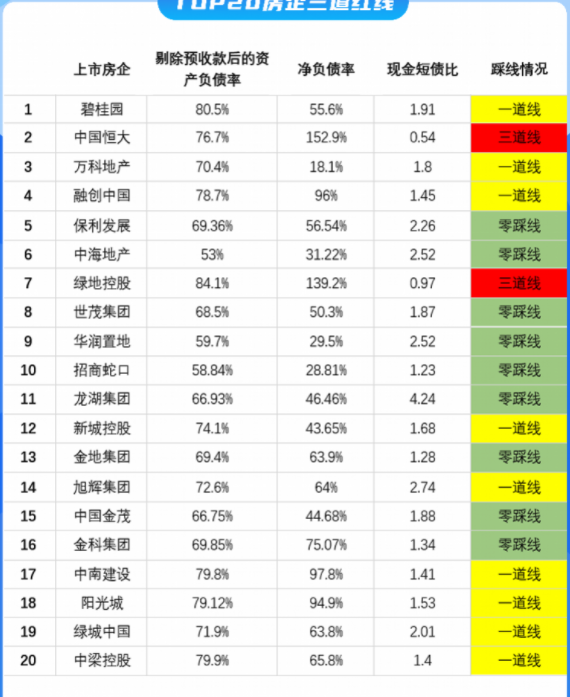 TOP20房企三道红线
上市房企 剔除预收款后的资产负债率 净负债率 现金短债比 踩线情况
1 碧桂园 80.5% 55.6% 1.91 一道线
2 中国恒大 76.7% 152.9% 0.54 三道线
3 万科地产 70.4% 18.1% 1.8 一道线
4 融创中国 78.7% 96% 1.45 一道线
5 保利发展 69.36% 56.54% 2.26 零踩线
6 中海地产 53% 31.22% 2.52 零踩线
7 绿地控股 84.1% 139.2% 0.97 三道线
8 世茂集团 68.5% 50.3% 1.87 零踩线
9 华润置地 59.7% 29.5% 2.52 零踩线
10 招商蛇口 58.84% 28.81% 1.23 零踩线
11 龙湖集团 66.93% 46.46% 4.24 零踩线
12 新城控股 74.1% 43.65% 1.68 一道线
13 金地集团 69.4% 63.9% 1.28 零踩线
14 旭辉集团 72.6% 64% 2.74 一道线
15 中国金茂 66.75% 44.68% 1.88 零踩线
16 金科集团 69.85% 75.07% 1.34 零踩线
17 中南建设 79.8% 97.8% 1.41 一道线
18 阳光城 79.12% 94.9% 1.53 一道线
19 绿城中国 71.9% 63.8% 2.01 一道线
20 中梁控股 79.9% 65.8% 1.4 一道线